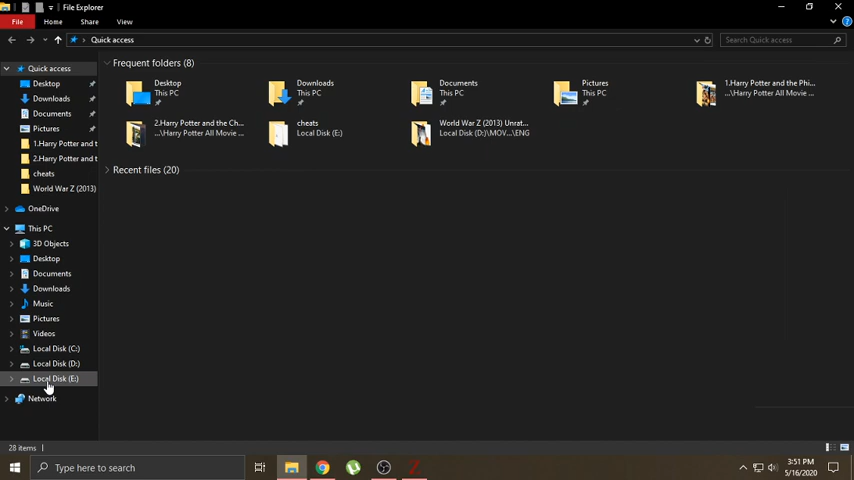 File Explorer
File Home Share View
Quick access Search Quick access
Quick access
Desktop
Downloads
Documents
Pictures
1.Harry Potter and t
2.Harry Potter and t
cheats
World War Z (2013)
OneDrive
This PC
3D Objects
Desktop
Documents
Downloads
Music
Pictures
Videos
Local Disk (C:)
Local Disk (D:)
Local Disk (E:)
Network
Frequent folders (8)
Desktop
This PC
Downloads
This PC
Documents
This PC
Pictures
This PC
1.Harry Potter and the Phi...
...\Harry Potter All Movie ...
2.Harry Potter and the Ch...
...\Harry Potter All Movie ...
cheats
Local Disk (E:)
World War Z (2013) Unrat...
Local Disk (D:)\MOV...\ENG
Recent files (20)
28 items
Type here to search
3:51 PM
5/16/2020